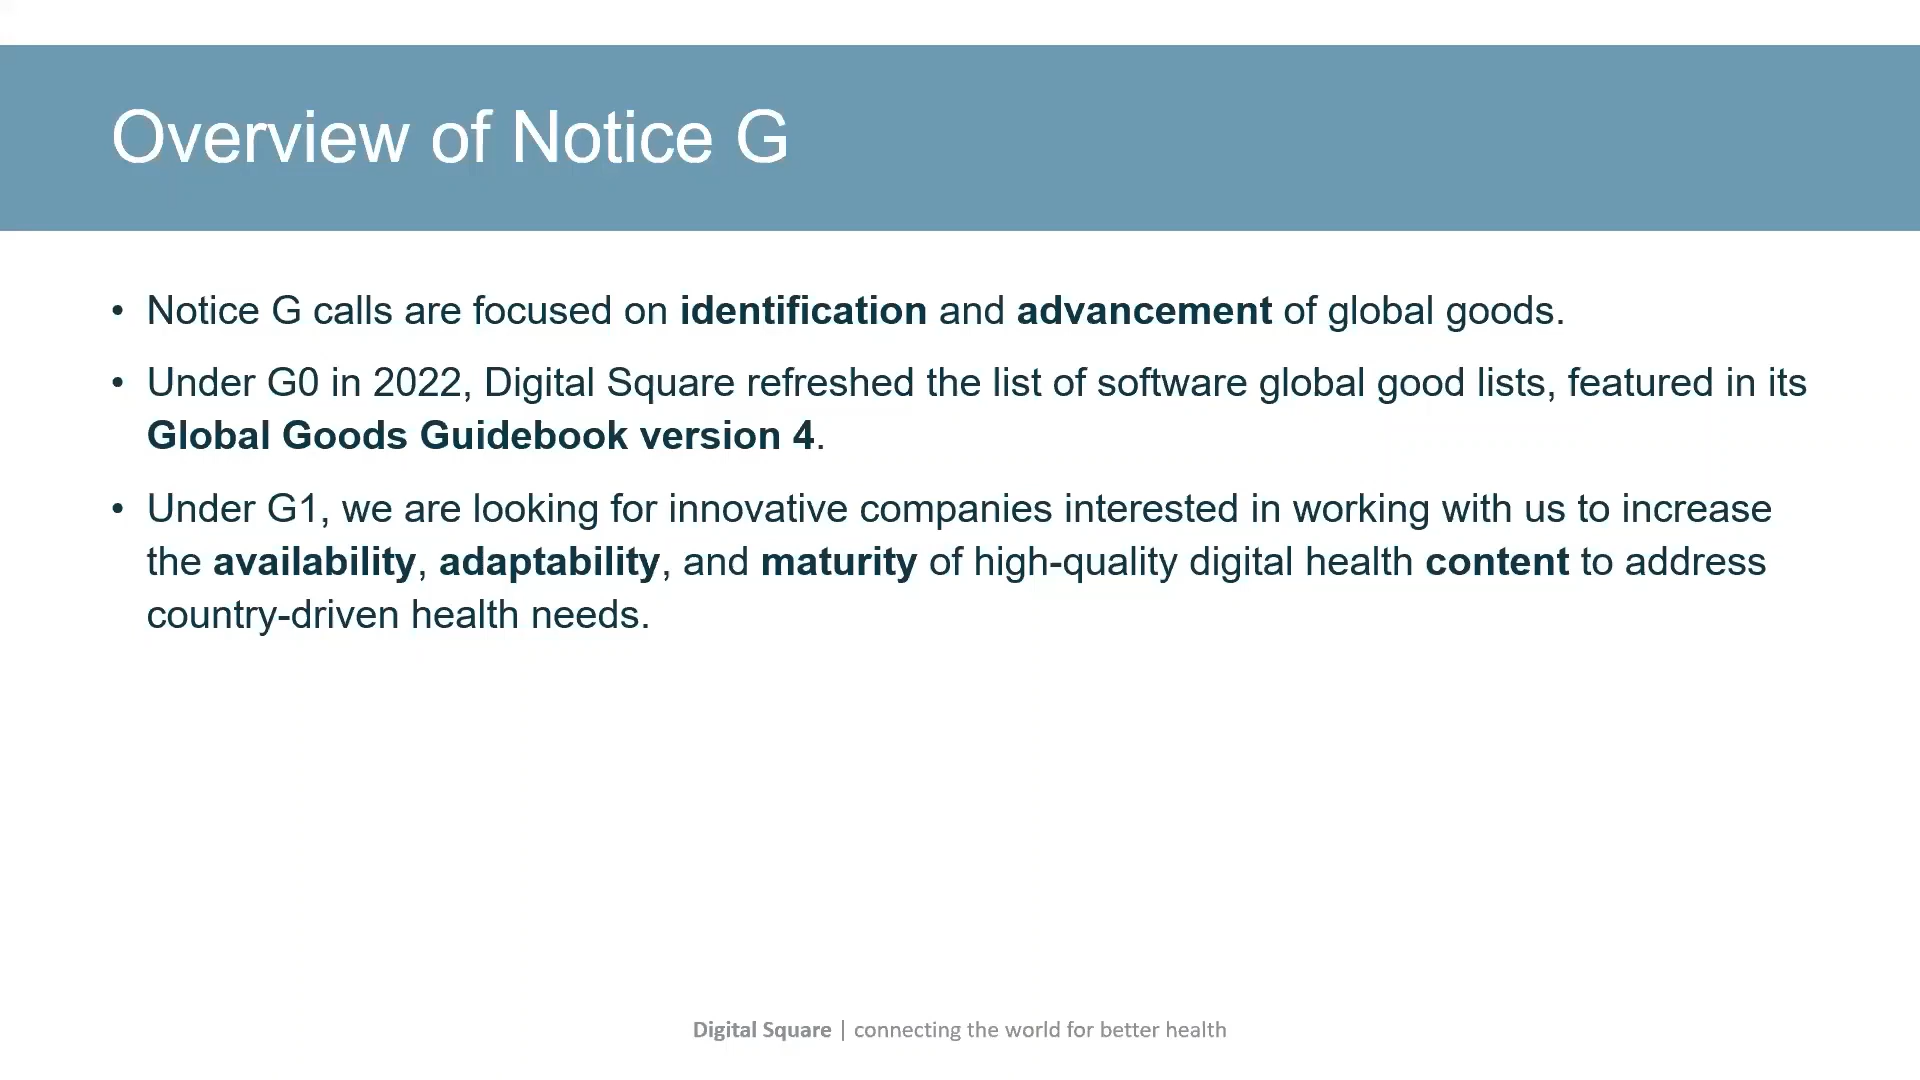 Overview of Notice G
• Notice G calls are focused on identification and advancement of global goods.
• Under G0 in 2022, Digital Square refreshed the list of software global good lists, featured in its
Global Goods Guidebook version 4.
• Under G1, we are looking for innovative companies interested in working with us to increase
the availability, adaptability, and maturity of high-quality digital health content to address
country-driven health needs.
Digital Square | connecting the world for better health